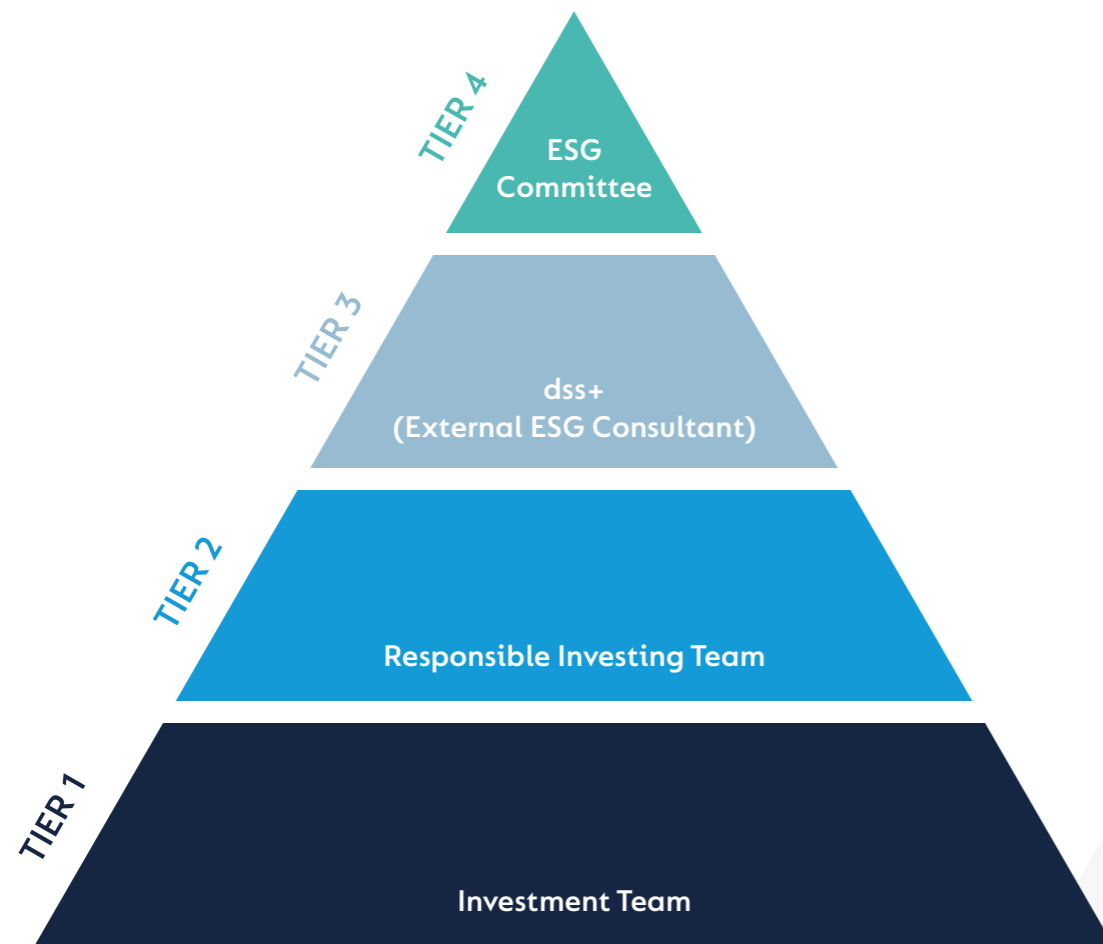 TIER 4
ESG
Committee
TIER 3
dss+
(External ESG Consultant)
TIER 2
Responsible Investing Team
TIER 1
Investment Team